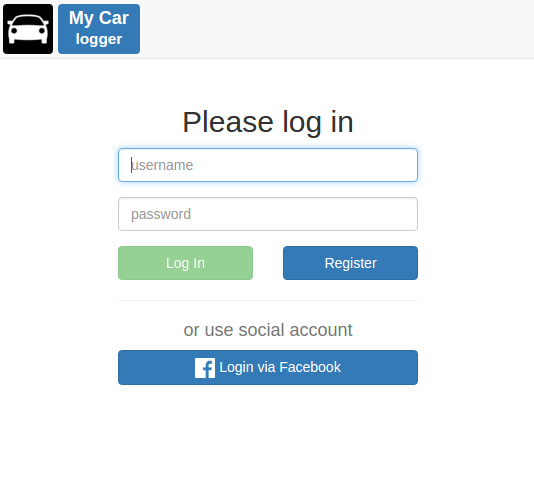 My Car
logger
Please log in
username
password
Log In
Register
or use social account
Login via Facebook